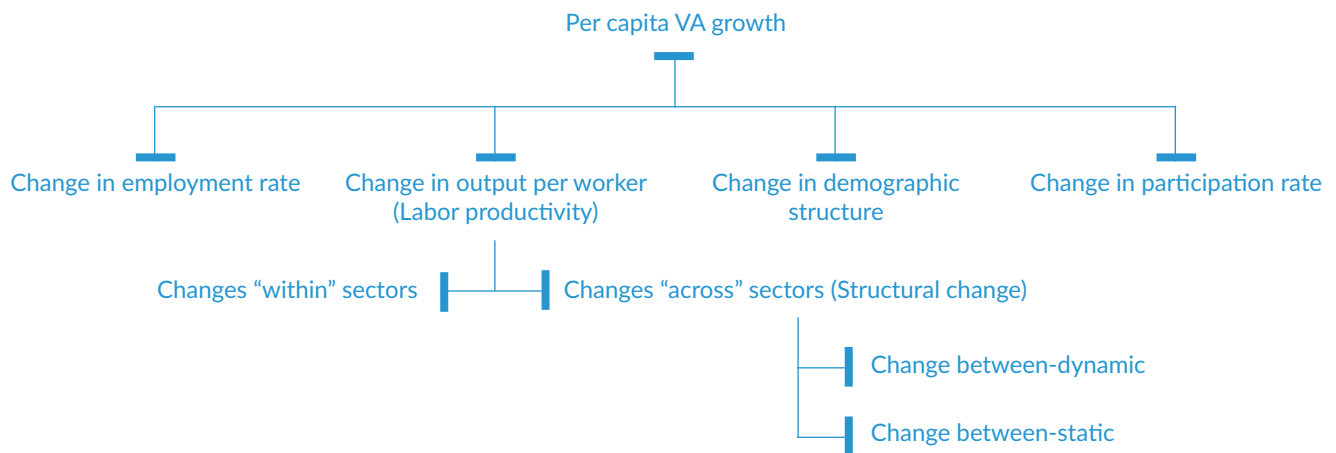 Per capita VA growth
Change in employment rate
Change in output per worker
(Labor productivity)
Change in demographic
structure
Change in participation rate
Changes “within” sectors
Changes “across” sectors (Structural change)
Change between-dynamic
Change between-static